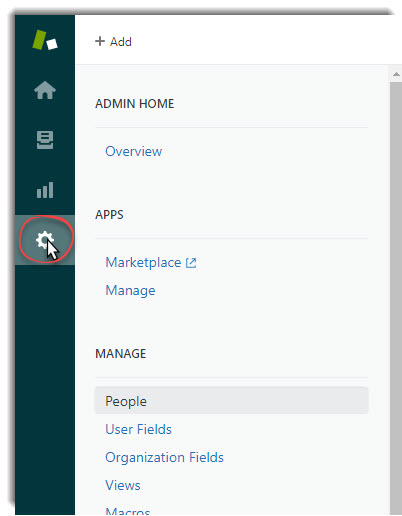 + Add
ADMIN HOME
Overview
APPS
Marketplace
Manage
MANAGE
People
User Fields
Organization Fields
Views
Macros